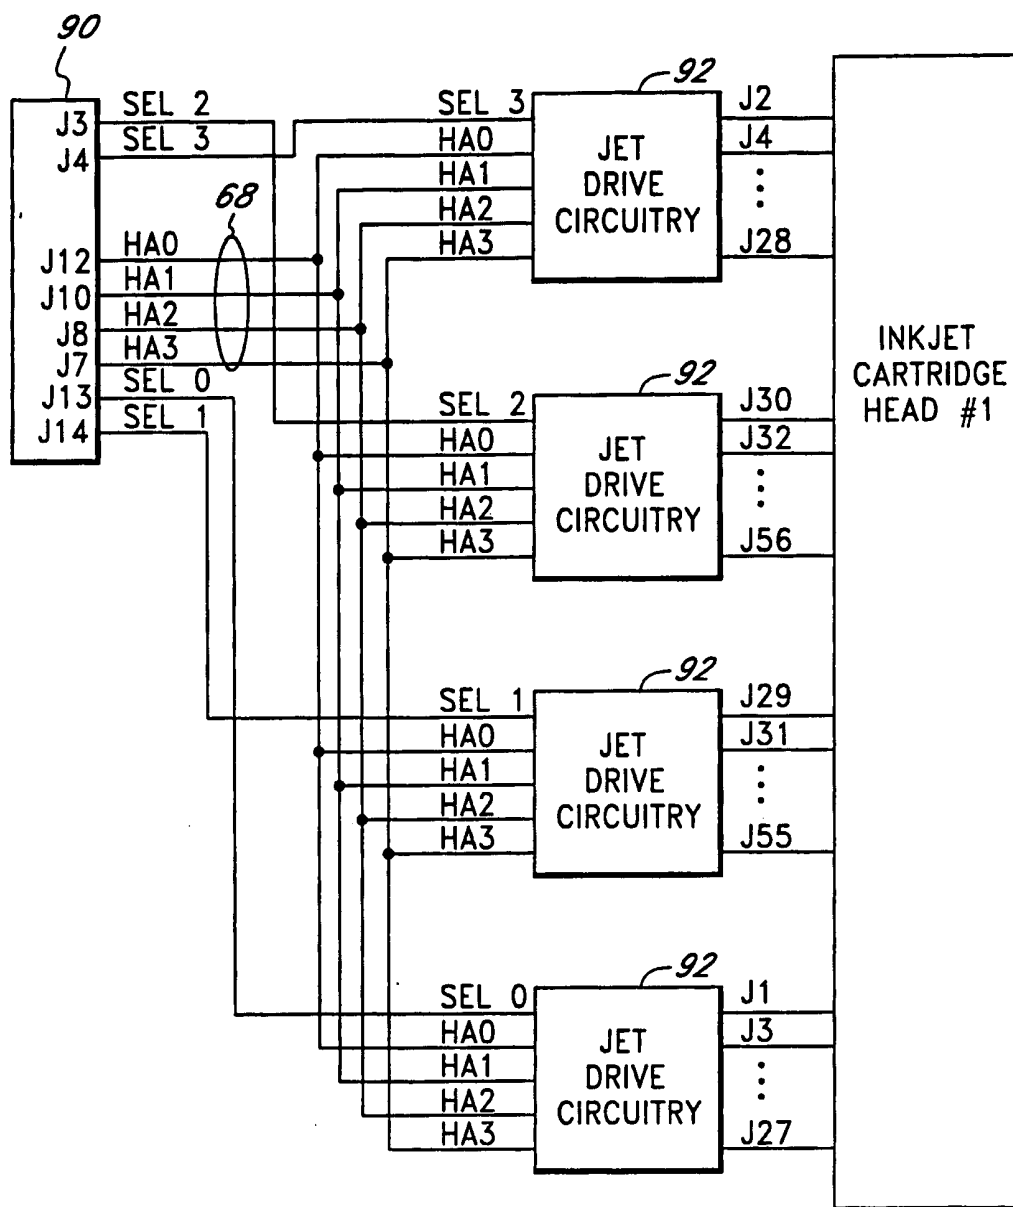 90
J3 SEL 2
J4 SEL 3
68
J12 HA0
J10 HA1
J8 HA2
J7 HA3
J13 SEL 0
J14 SEL 1
92
SEL 3
HA0
HA1
HA2
HA3
JET
DRIVE
CIRCUITRY
J2
J4
J28
92
SEL 2
HA0
HA1
HA2
HA3
JET
DRIVE
CIRCUITRY
J30
J32
J56
92
SEL 1
HA0
HA1
HA2
HA3
JET
DRIVE
CIRCUITRY
J29
J31
J55
92
SEL 0
HA0
HA1
HA2
HA3
JET
DRIVE
CIRCUITRY
J1
J3
J27
INKJET
CARTRIDGE
HEAD #1